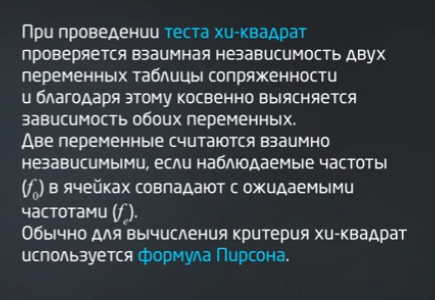 При проведении теста хи-квадрат
проверяется взаимная независимость двух
переменных таблицы сопряженности
и благодаря этому косвенно выясняется
зависимость обоих переменных.
Две переменные считаются взаимно
независимыми, если наблюдаемые частоты
(f₀) в ячейках совпадают с ожидаемыми
частотами (fₑ).
Обычно для вычисления критерия хи-квадрат
используется формула Пирсона.